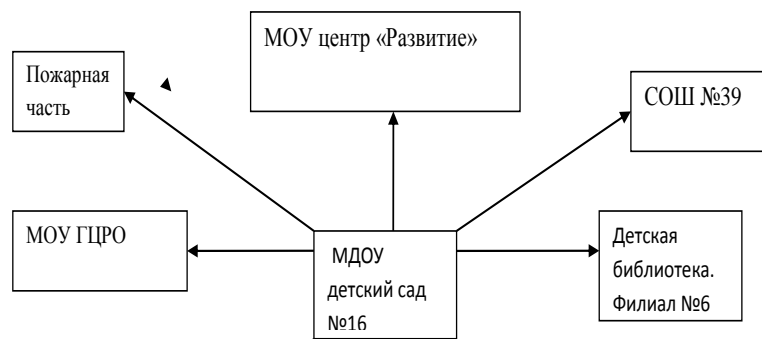 МОУ центр «Развитие»
Пожарная
часть
СОШ №39
МОУ ГЦРО
МДОУ
детский сад
№16
Детская
библиотека.
Филиал №6